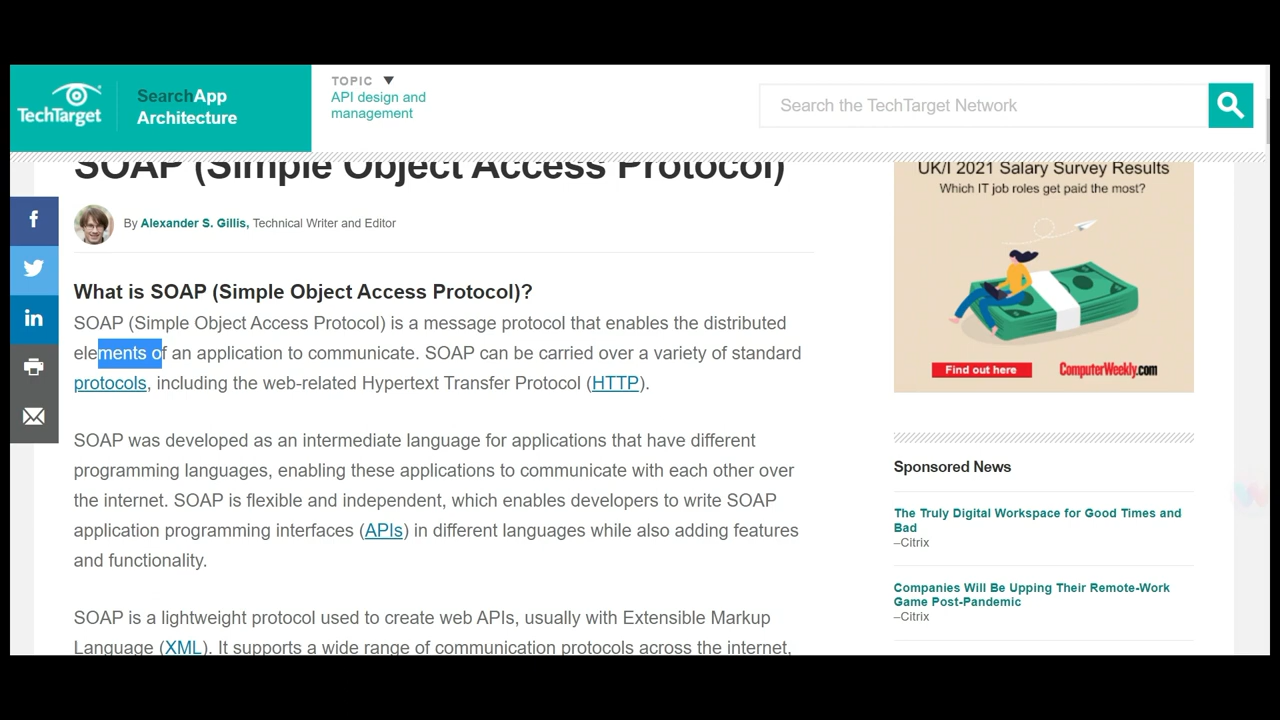 TechTarget
SearchApp
Architecture
TOPIC
API design and
management
Search the TechTarget Network
SOAP (Simple Object Access Protocol)
By Alexander S. Gillis, Technical Writer and Editor
What is SOAP (Simple Object Access Protocol)?
SOAP (Simple Object Access Protocol) is a message protocol that enables the distributed
elements of an application to communicate. SOAP can be carried over a variety of standard
protocols, including the web-related Hypertext Transfer Protocol (HTTP).
SOAP was developed as an intermediate language for applications that have different
programming languages, enabling these applications to communicate with each other over
the internet. SOAP is flexible and independent, which enables developers to write SOAP
application programming interfaces (APIs) in different languages while also adding features
and functionality.
SOAP is a lightweight protocol used to create web APIs, usually with Extensible Markup
Language (XML). It supports a wide range of communication protocols across the internet,
UK/I 2021 Salary Survey Results
Which IT job roles get paid the most?
Find out here
ComputerWeekly.com
Sponsored News
The Truly Digital Workspace for Good Times and
Bad
–Citrix
Companies Will Be Upping Their Remote-Work
Game Post-Pandemic
–Citrix